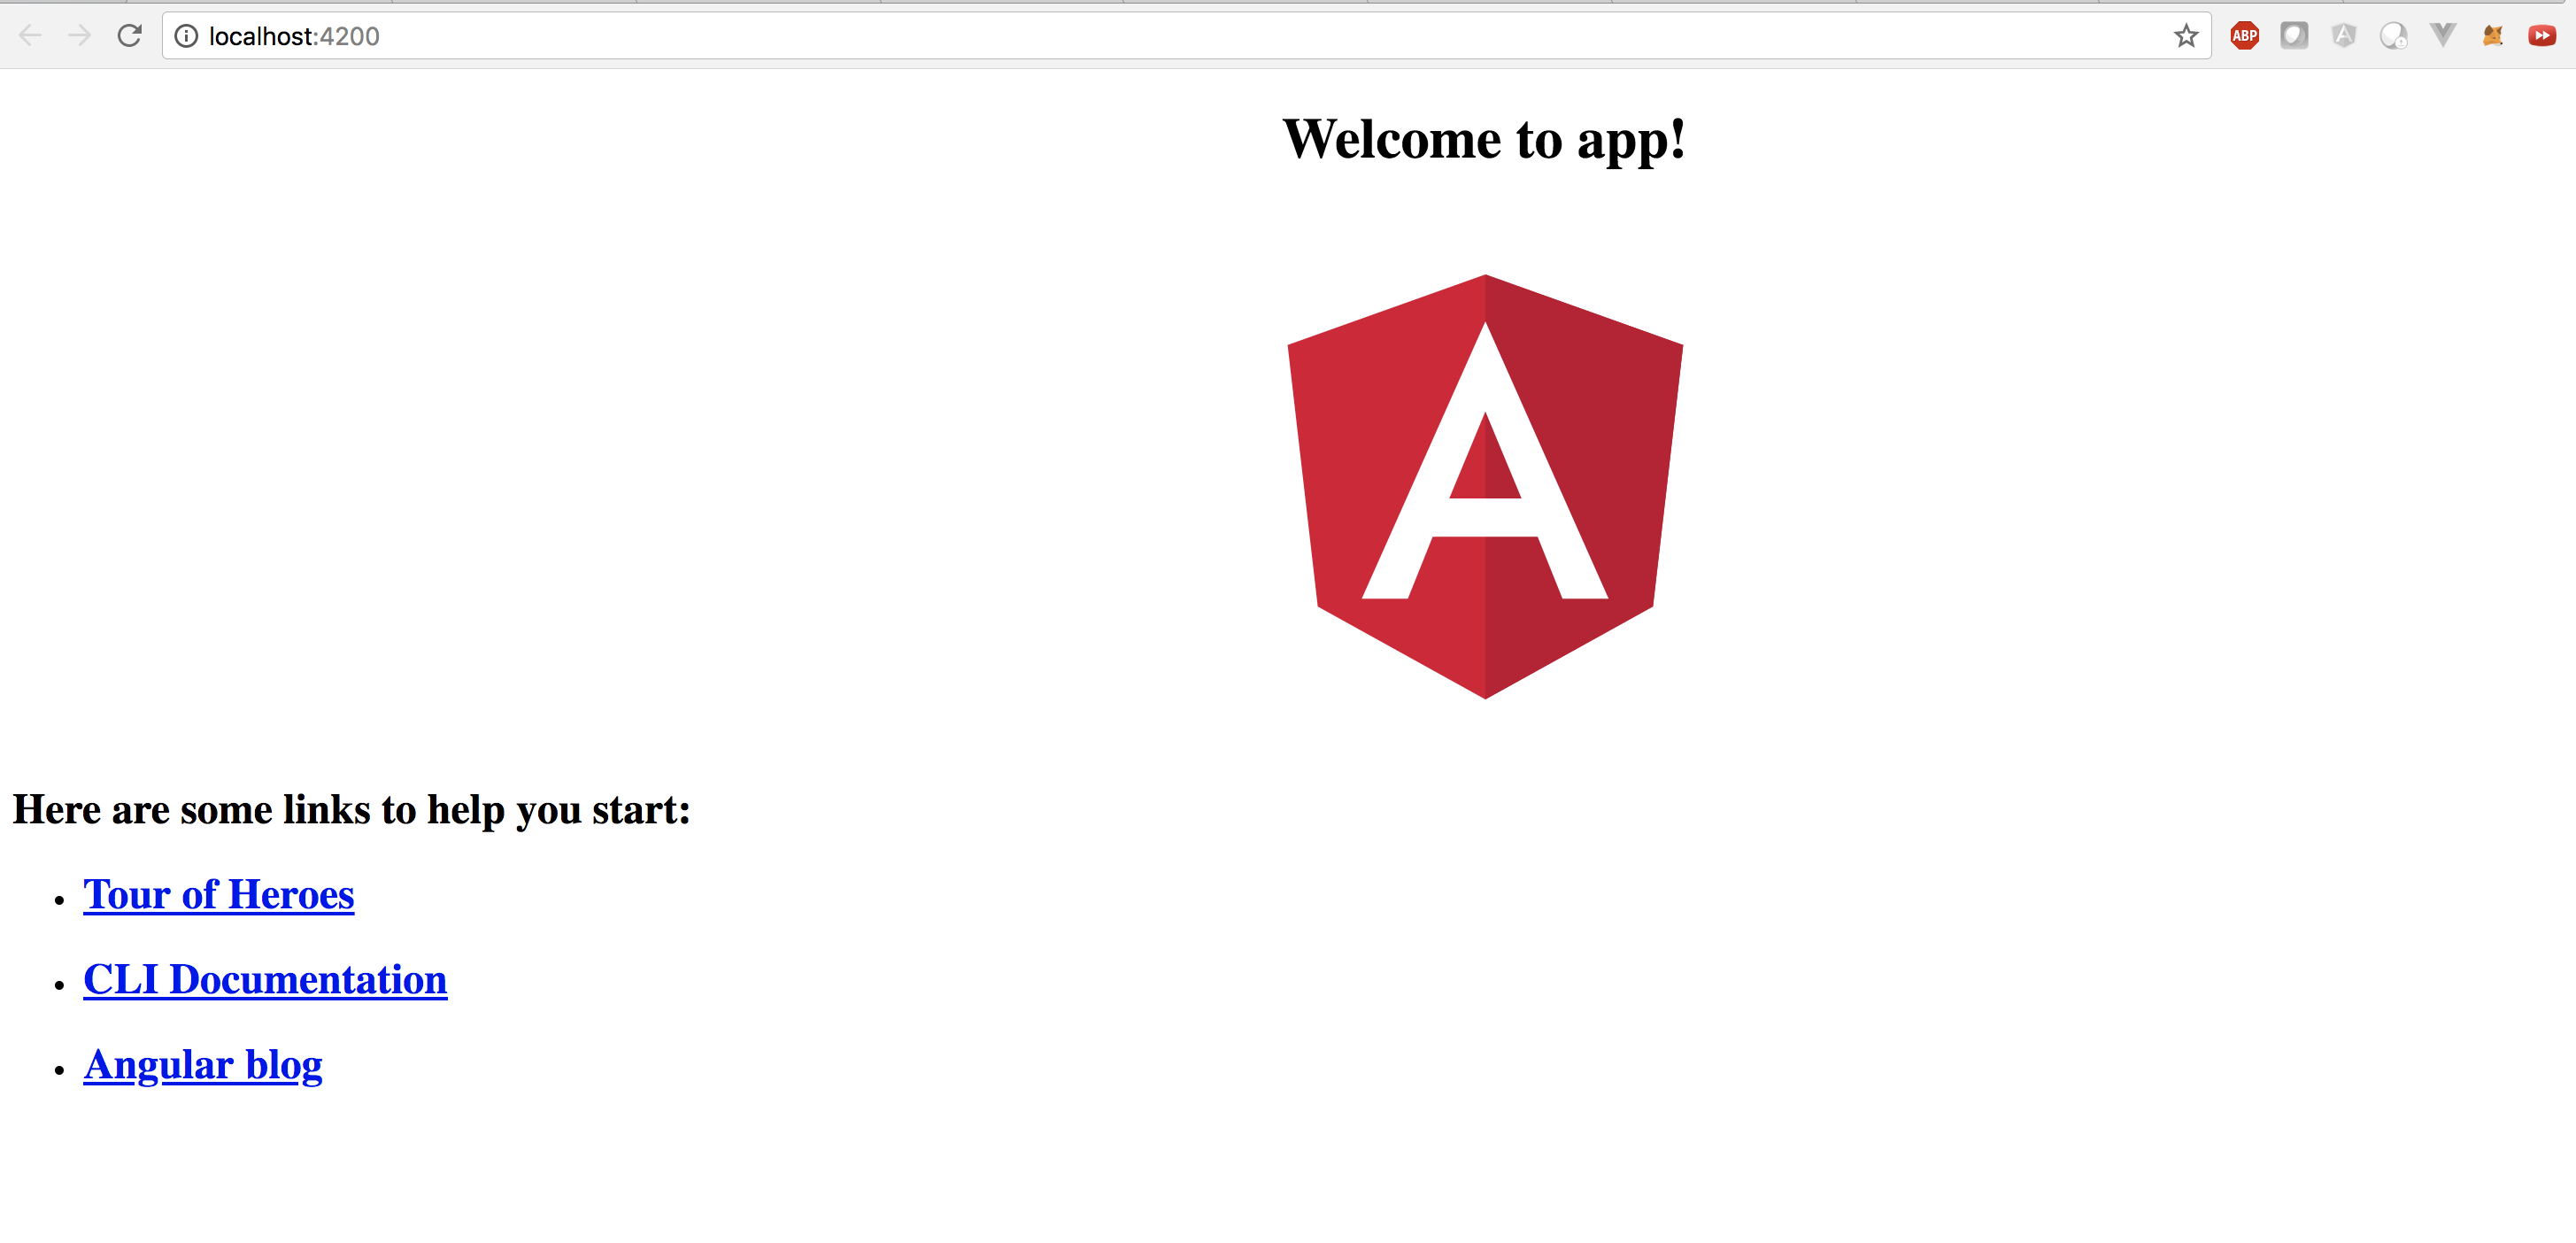 localhost:4200
ABP
Welcome to app!
A
Here are some links to help you start:
Tour of Heroes
CLI Documentation
Angular blog